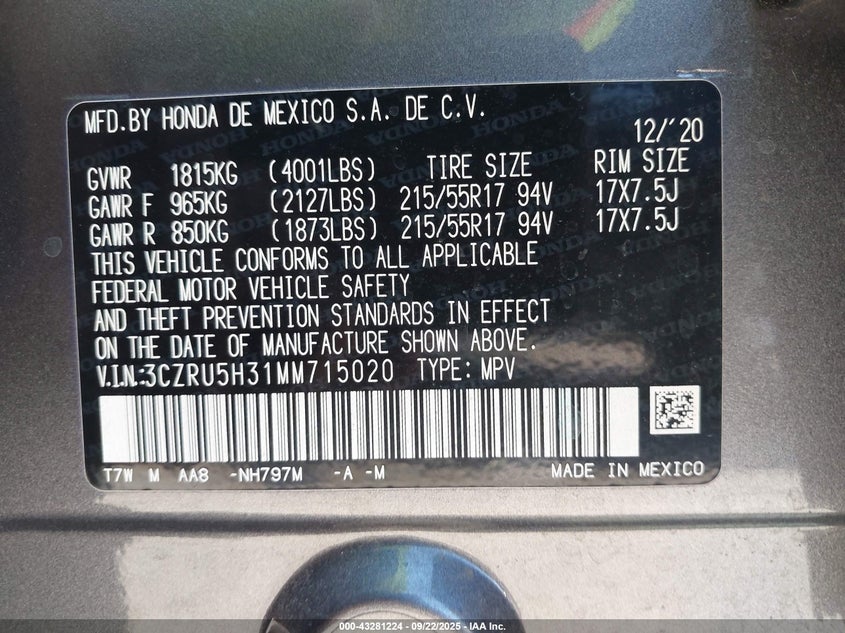 MFD.BY HONDA DE MEXICO S.A. DE C.V.
12/'20
GVWR 1815KG (4001LBS) TIRE SIZE RIM SIZE
GAWR F 965KG (2127LBS) 215/55R17 94V 17X7.5J
GAWR R 850KG (1873LBS) 215/55R17 94V 17X7.5J
THIS VEHICLE CONFORMS TO ALL APPLICABLE
FEDERAL MOTOR VEHICLE SAFETY
AND THEFT PREVENTION STANDARDS IN EFFECT
ON THE DATE OF MANUFACTURE SHOWN ABOVE.
V.I.N.:3CZRU5H31MM715020 TYPE: MPV
T7W M AA8 -NH797M -A -M MADE IN MEXICO
000-43281224 - 09/22/2025 - IAA Inc.